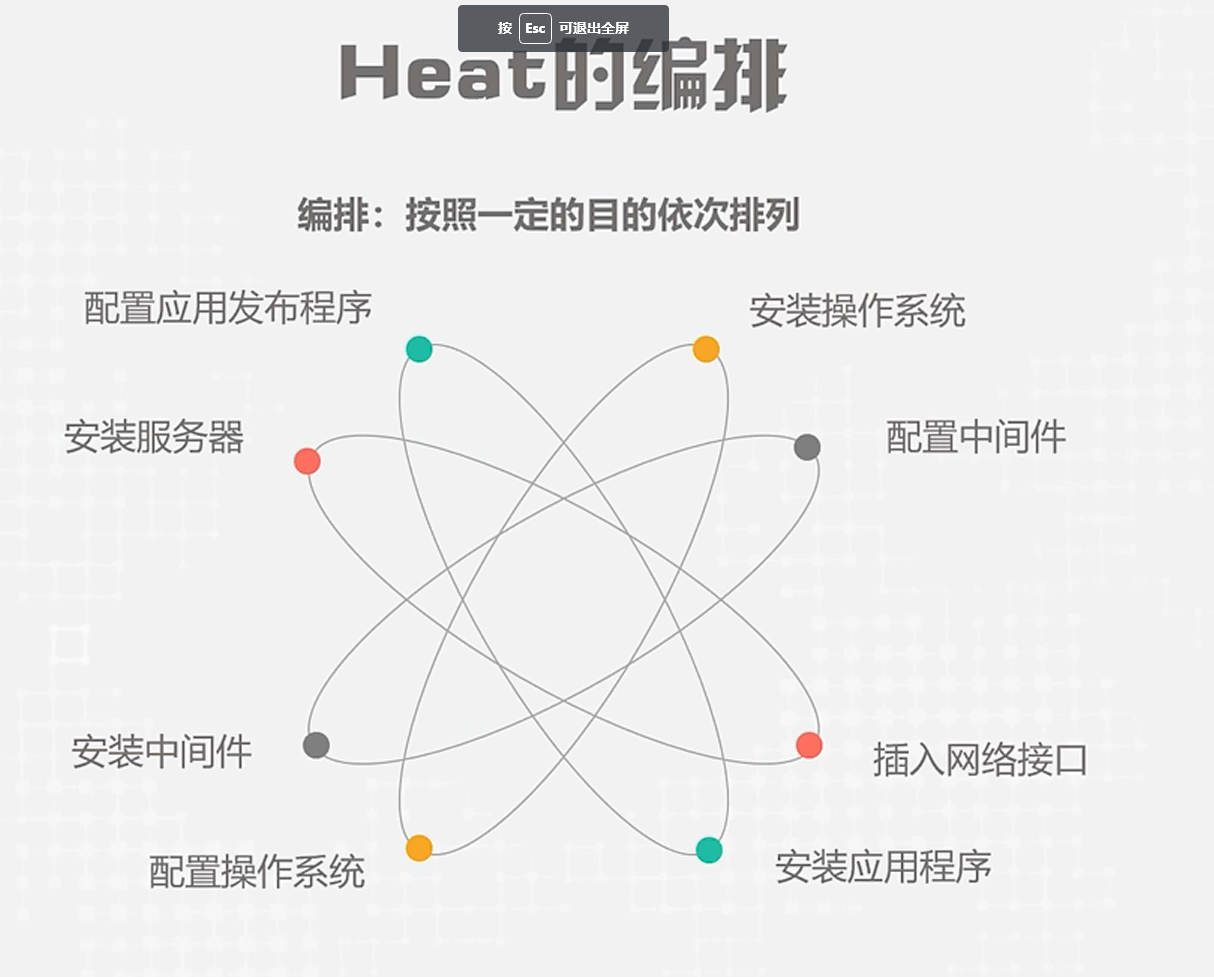 按 Esc 可退出全屏
Heat的编排
编排：按照一定的目的依次排列
配置应用发布程序
安装操作系统
安装服务器
配置中间件
安装中间件
插入网络接口
配置操作系统
安装应用程序